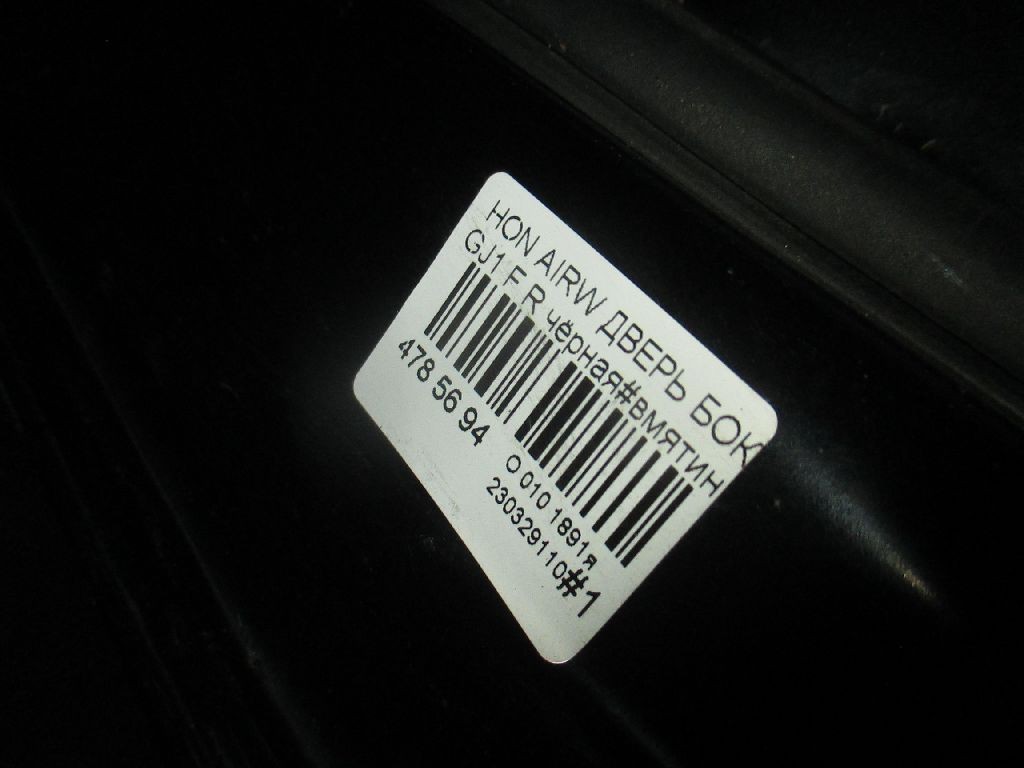 HON AIRW ДВЕРЬ БОК
GJ1 F R чёрная#вмятин
478 56 94
О 010 1891я
230329110#1